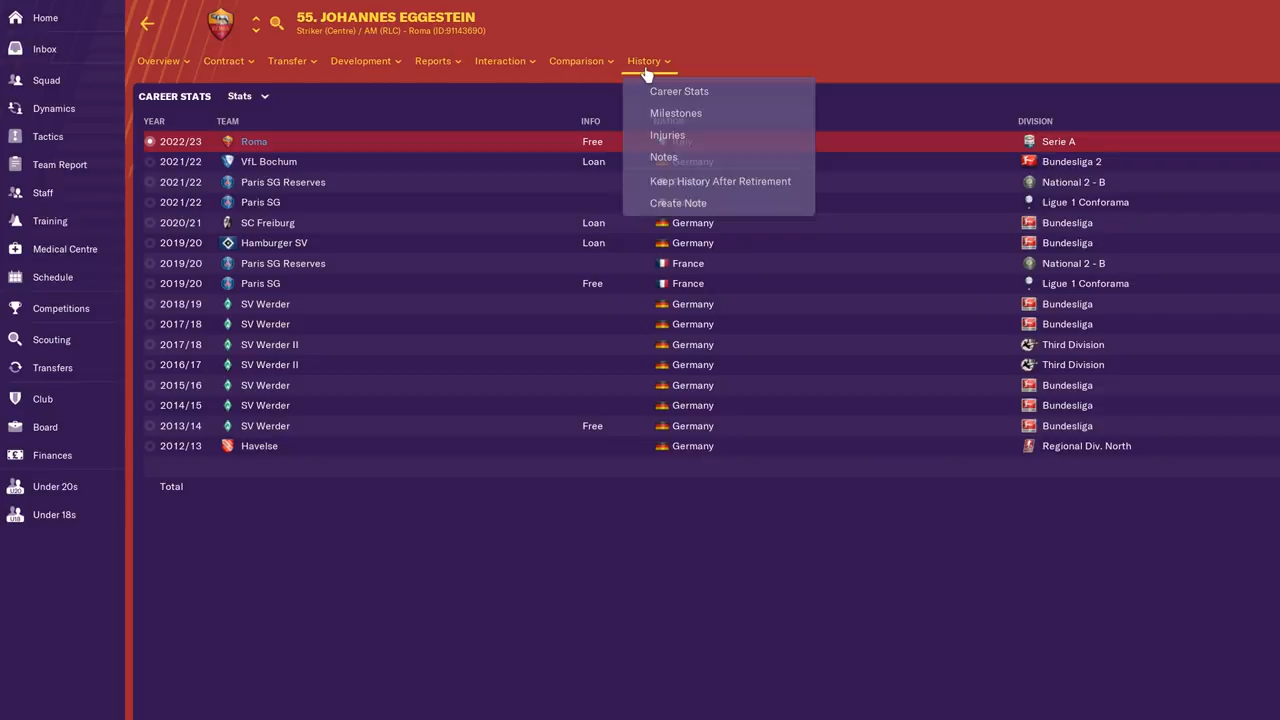 Home
Inbox
Squad
Dynamics
Tactics
Team Report
Staff
Training
Medical Centre
Schedule
Competitions
Scouting
Transfers
Club
Board
Finances
Under 20s
Under 18s
55. JOHANNES EGGESTEIN
Striker (Centre) / AM (RLC) - Roma (ID:91143690)
Overview Contract Transfer Development Reports Interaction Comparison History
Career Stats
Milestones
Injuries
Notes
Keep History After Retirement
Create Note
CAREER STATS Stats
YEAR TEAM INFO NATION DIVISION
2022/23 Roma Free Italy Serie A
2021/22 VfL Bochum Loan Germany Bundesliga 2
2021/22 Paris SG Reserves National 2 - B
2021/22 Paris SG Ligue 1 Conforama
2020/21 SC Freiburg Loan Germany Bundesliga
2019/20 Hamburger SV Loan Germany Bundesliga
2019/20 Paris SG Reserves France National 2 - B
2019/20 Paris SG Free France Ligue 1 Conforama
2018/19 SV Werder Germany Bundesliga
2017/18 SV Werder Germany Bundesliga
2017/18 SV Werder II Germany Third Division
2016/17 SV Werder II Germany Third Division
2015/16 SV Werder Germany Bundesliga
2014/15 SV Werder Germany Bundesliga
2013/14 SV Werder Free Germany Bundesliga
2012/13 Havelse Germany Regional Div. North
Total